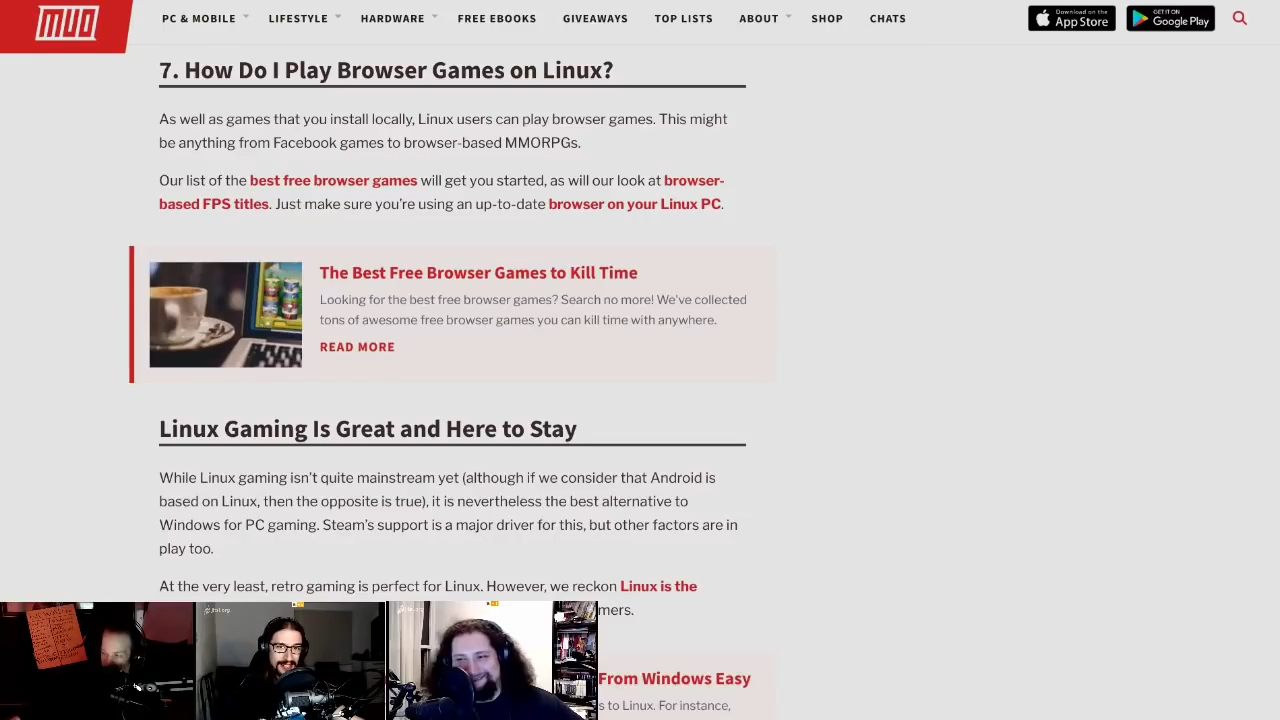 MUO
PC & MOBILE LIFESTYLE HARDWARE FREE EBOOKS GIVEAWAYS TOP LISTS ABOUT SHOP CHATS
Download on the
App Store
GET IT ON
Google Play
7. How Do I Play Browser Games on Linux?
As well as games that you install locally, Linux users can play browser games. This might
be anything from Facebook games to browser-based MMORPGs.
Our list of the best free browser games will get you started, as will our look at browser-
based FPS titles. Just make sure you're using an up-to-date browser on your Linux PC.
The Best Free Browser Games to Kill Time
Looking for the best free browser games? Search no more! We've collected
tons of awesome free browser games you can kill time with anywhere.
READ MORE
Linux Gaming Is Great and Here to Stay
While Linux gaming isn't quite mainstream yet (although if we consider that Android is
based on Linux, then the opposite is true), it is nevertheless the best alternative to
Windows for PC gaming. Steam's support is a major driver for this, but other factors are in
play too.
At the very least, retro gaming is perfect for Linux. However, we reckon Linux is the
mers.
From Windows Easy
s to Linux. For instance,